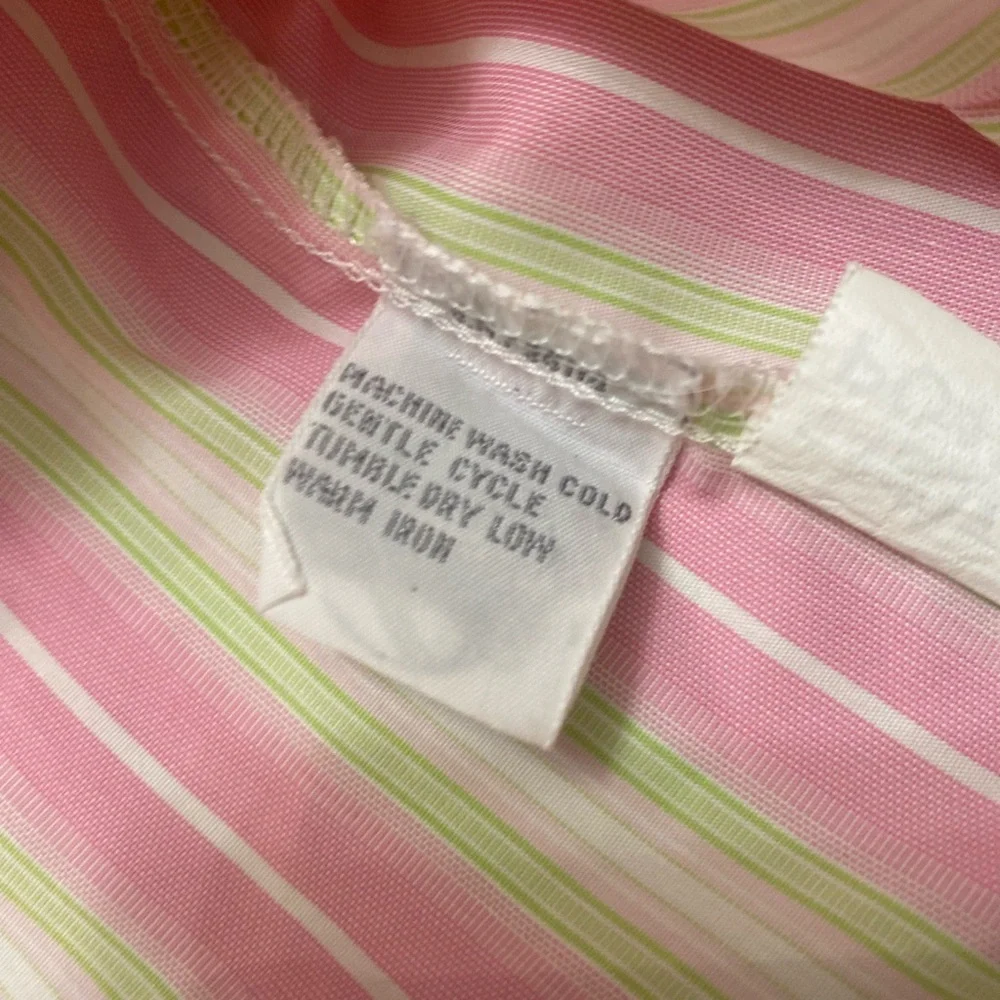 MACHINE WASH COLD
GENTLE CYCLE
TUMBLE DRY LOW
WARM IRON